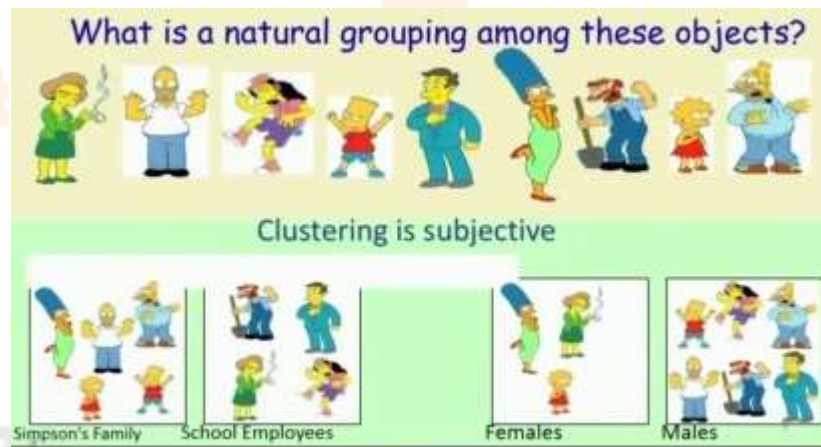 What is a natural grouping among these objects?
Clustering is subjective
Simpson's Family School Employees Females Males